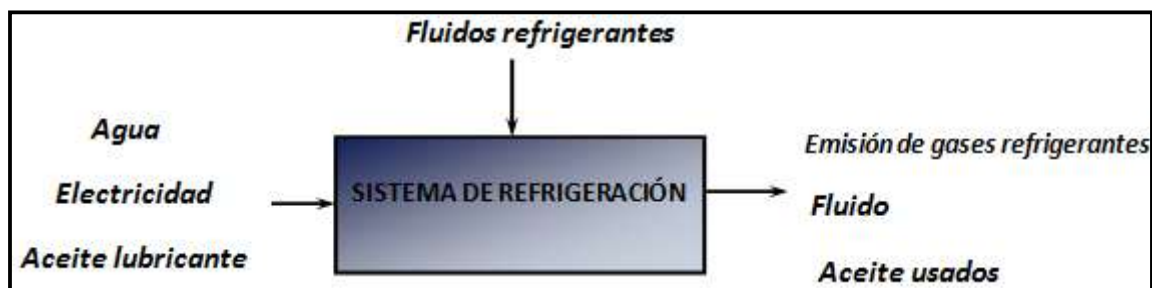 Fluidos refrigerantes
Agua
Electricidad
Aceite lubricante
SISTEMA DE REFRIGERACIÓN
Emisión de gases refrigerantes
Fluido
Aceite usados